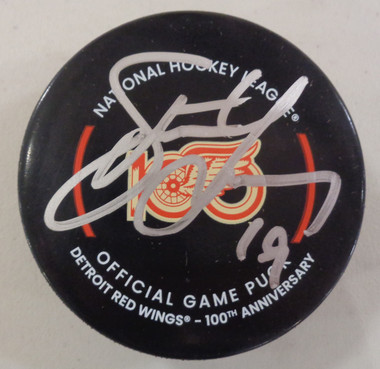 NATIONAL HOCKEY LEAGUE®
100
19
OFFICIAL GAME PUCK
DETROIT RED WINGS® - 100TH ANNIVERSARY